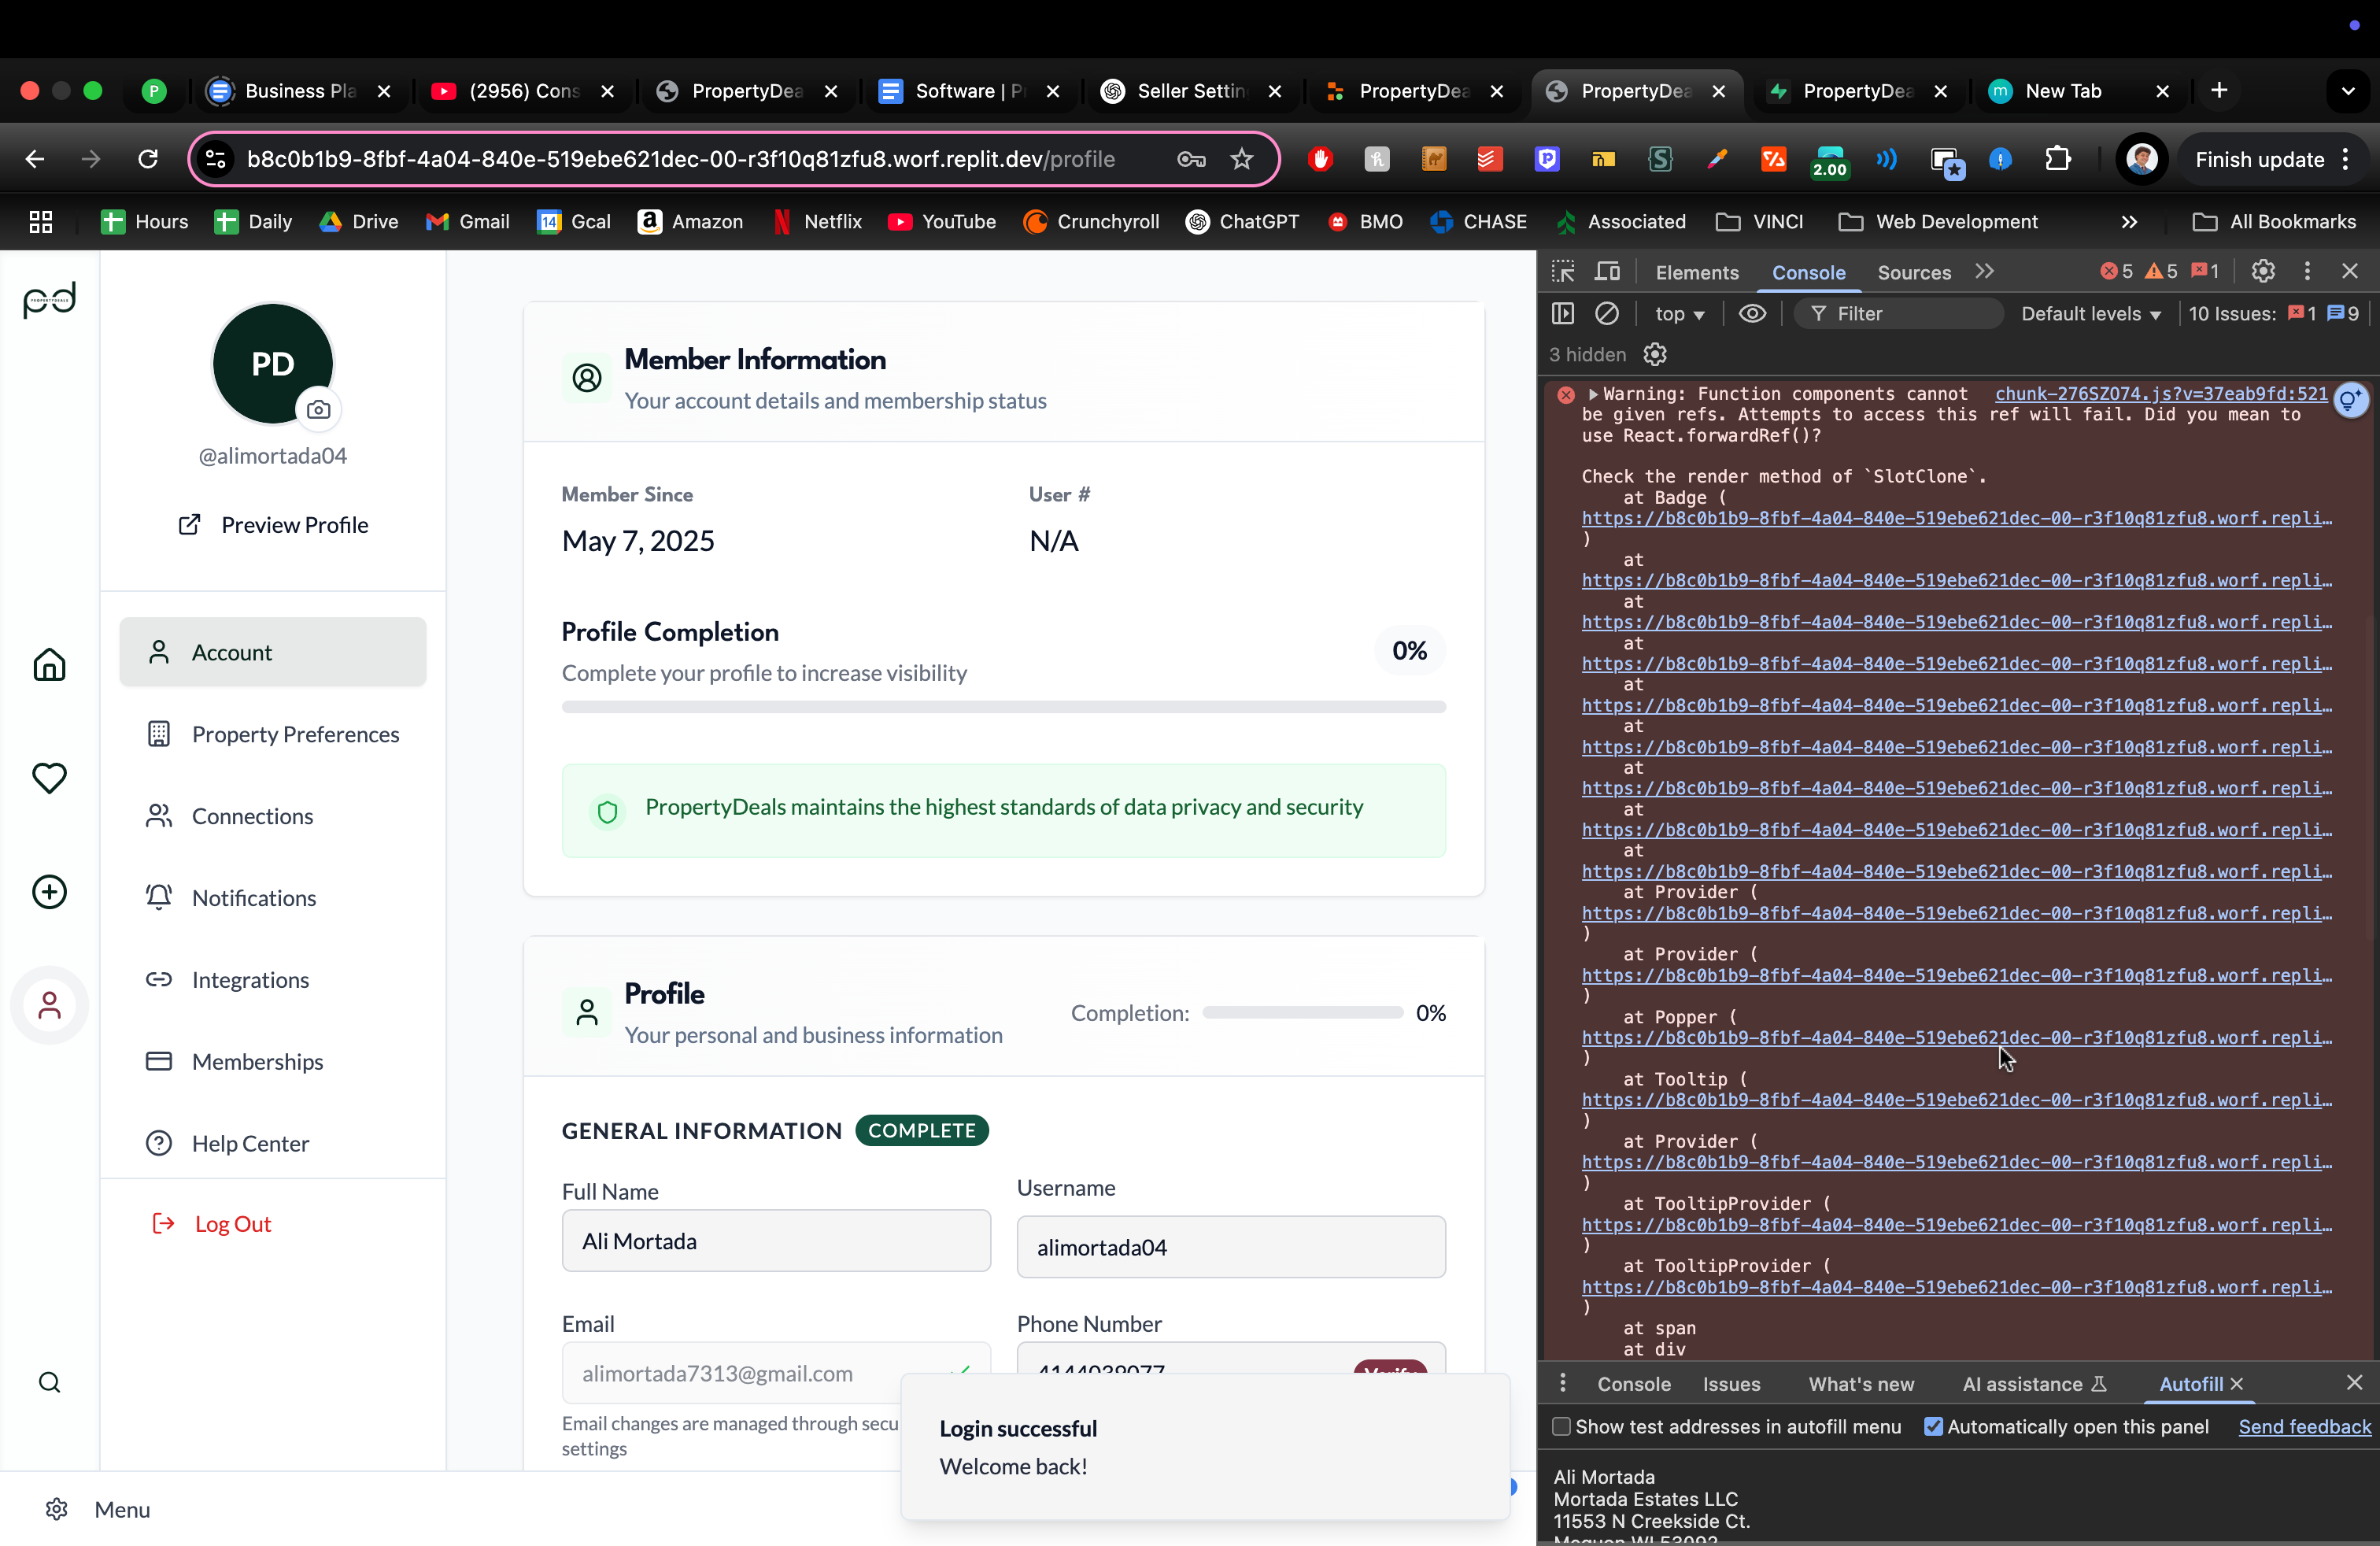 P
Business Pla
(2956) Cons
PropertyDea
Software | P
Seller Settin
PropertyDea
PropertyDea
PropertyDea
m
New Tab
b8c0b1b9-8fbf-4a04-840e-519ebe621dec-00-r3f10q81zfu8.worf.replit.dev/profile
2.00
Finish update
Hours
Daily
Drive
Gmail
14
Gcal
Amazon
Netflix
YouTube
Crunchyroll
ChatGPT
BMO
CHASE
Associated
VINCI
Web Development
All Bookmarks
pd
PD
@alimortada04
Preview Profile
Account
Property Preferences
Connections
Notifications
Integrations
Memberships
Help Center
Log Out
Menu
Member Information
Your account details and membership status
Member Since
User #
May 7, 2025
N/A
Profile Completion
Complete your profile to increase visibility
0%
PropertyDeals maintains the highest standards of data privacy and security
Profile
Your personal and business information
Completion:
0%
GENERAL INFORMATION
COMPLETE
Full Name
Username
Ali Mortada
alimortada04
Email
Phone Number
alimortada7313@gmail.com
4144039077
Verify
Email changes are managed through secu
settings
Login successful
Welcome back!
Elements
Console
Sources
5
5
1
top
Filter
Default levels
10 Issues:
1
9
3 hidden
Warning: Function components cannot chunk-276SZO74.js?v=37eab9fd:521
be given refs. Attempts to access this ref will fail. Did you mean to
use React.forwardRef()?
Check the render method of `SlotClone`.
at Badge (
https://b8c0b1b9-8fbf-4a04-840e-519ebe621dec-00-r3f10q81zfu8.worf.repli…
)
at
https://b8c0b1b9-8fbf-4a04-840e-519ebe621dec-00-r3f10q81zfu8.worf.repli…
at
https://b8c0b1b9-8fbf-4a04-840e-519ebe621dec-00-r3f10q81zfu8.worf.repli…
at
https://b8c0b1b9-8fbf-4a04-840e-519ebe621dec-00-r3f10q81zfu8.worf.repli…
at
https://b8c0b1b9-8fbf-4a04-840e-519ebe621dec-00-r3f10q81zfu8.worf.repli…
at
https://b8c0b1b9-8fbf-4a04-840e-519ebe621dec-00-r3f10q81zfu8.worf.repli…
at
https://b8c0b1b9-8fbf-4a04-840e-519ebe621dec-00-r3f10q81zfu8.worf.repli…
at
https://b8c0b1b9-8fbf-4a04-840e-519ebe621dec-00-r3f10q81zfu8.worf.repli…
at
https://b8c0b1b9-8fbf-4a04-840e-519ebe621dec-00-r3f10q81zfu8.worf.repli…
at Provider (
https://b8c0b1b9-8fbf-4a04-840e-519ebe621dec-00-r3f10q81zfu8.worf.repli…
)
at Provider (
https://b8c0b1b9-8fbf-4a04-840e-519ebe621dec-00-r3f10q81zfu8.worf.repli…
)
at Popper (
https://b8c0b1b9-8fbf-4a04-840e-519ebe621dec-00-r3f10q81zfu8.worf.repli…
)
at Tooltip (
https://b8c0b1b9-8fbf-4a04-840e-519ebe621dec-00-r3f10q81zfu8.worf.repli…
)
at Provider (
https://b8c0b1b9-8fbf-4a04-840e-519ebe621dec-00-r3f10q81zfu8.worf.repli…
)
at TooltipProvider (
https://b8c0b1b9-8fbf-4a04-840e-519ebe621dec-00-r3f10q81zfu8.worf.repli…
)
at TooltipProvider (
https://b8c0b1b9-8fbf-4a04-840e-519ebe621dec-00-r3f10q81zfu8.worf.repli…
)
at span
at div
Console
Issues
What's new
AI assistance
Autofill
Show test addresses in autofill menu
Automatically open this panel
Send feedback
Ali Mortada
Mortada Estates LLC
11553 N Creekside Ct.
Mequon WI 53092